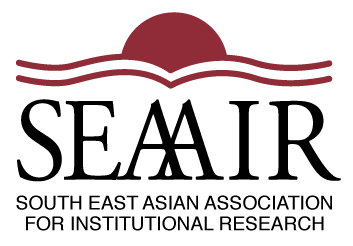 SEAAIR
SOUTH EAST ASIAN ASSOCIATION
FOR INSTITUTIONAL RESEARCH